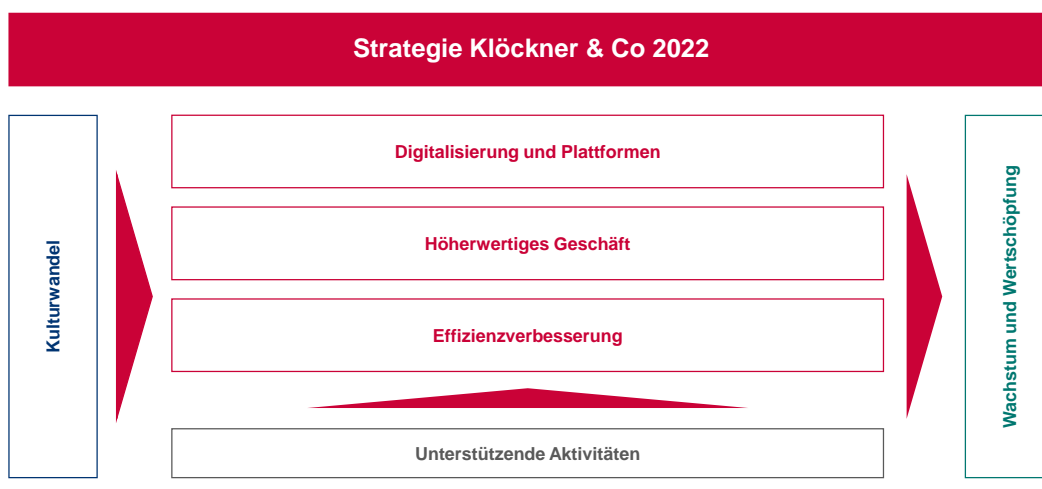 Strategie Klöckner & Co 2022
Kulturwandel
Digitalisierung und Plattformen
Höherwertiges Geschäft
Effizienzverbesserung
Unterstützende Aktivitäten
Wachstum und Wertschöpfung